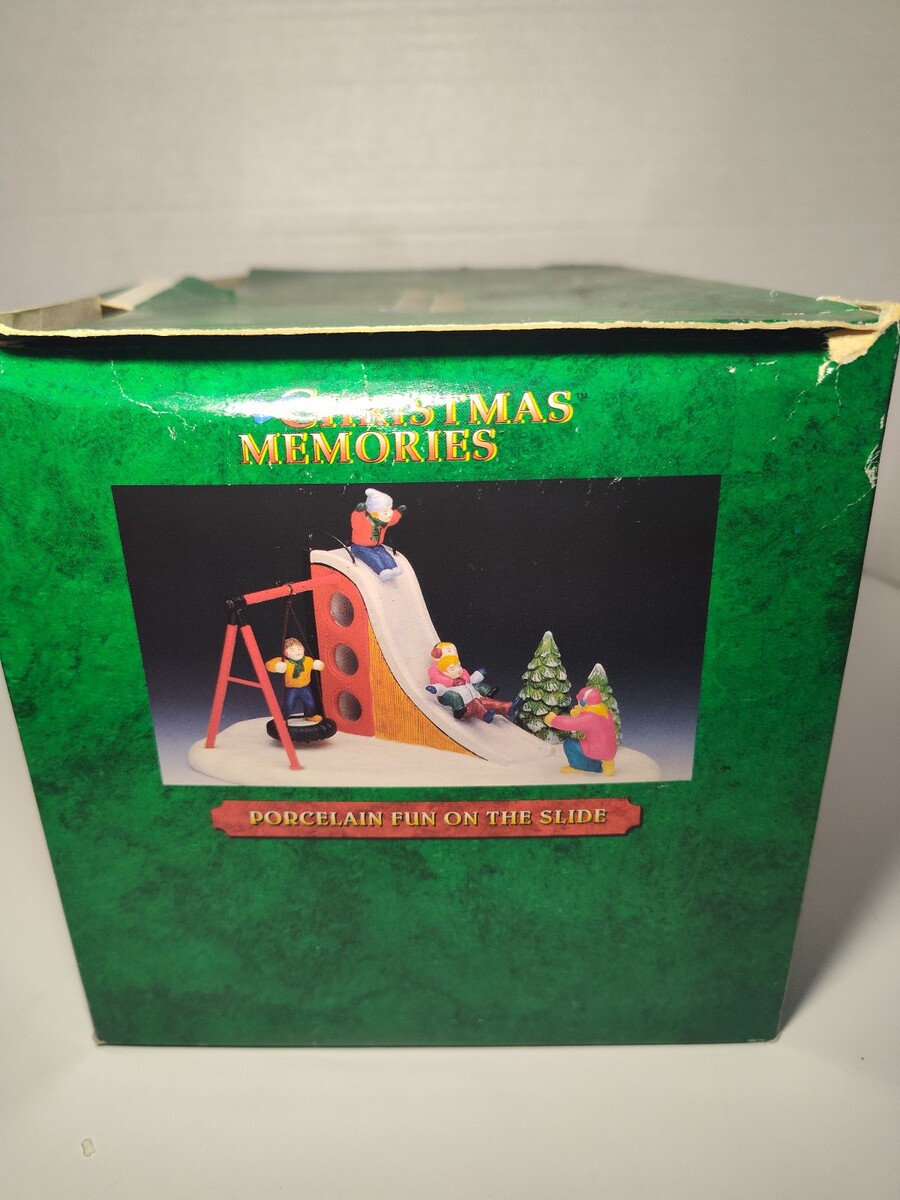 CHRISTMAS™
MEMORIES
PORCELAIN FUN ON THE SLIDE